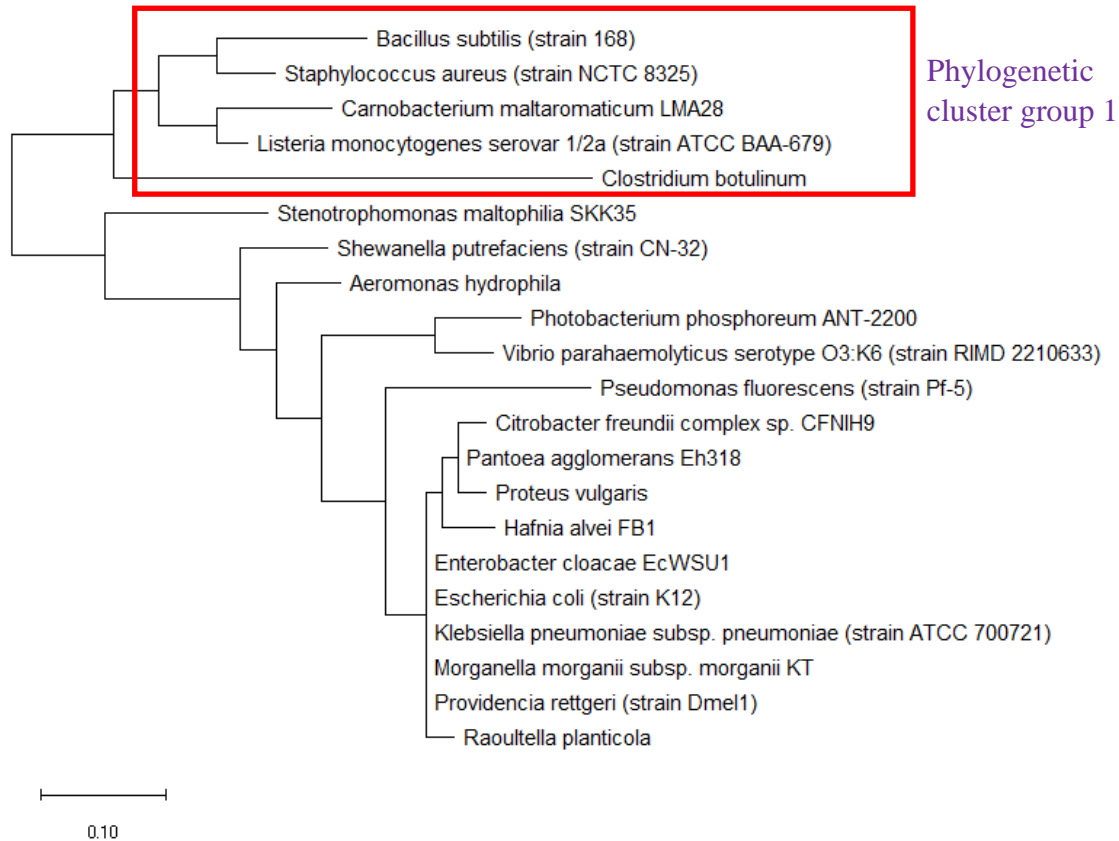 Bacillus subtilis (strain 168)
Staphylococcus aureus (strain NCTC 8325)
Carnobacterium maltaromaticum LMA28
Listeria monocytogenes serovar 1/2a (strain ATCC BAA-679)
Clostridium botulinum
Phylogenetic
cluster group 1
Stenotrophomonas maltophilia SKK35
Shewanella putrefaciens (strain CN-32)
Aeromonas hydrophila
Photobacterium phosphoreum ANT-2200
Vibrio parahaemolyticus serotype O3:K6 (strain RIMD 2210633)
Pseudomonas fluorescens (strain Pf-5)
Citrobacter freundii complex sp. CFNIH9
Pantoea agglomerans Eh318
Proteus vulgaris
Hafnia alvei FB1
Enterobacter cloacae EcWSU1
Escherichia coli (strain K12)
Klebsiella pneumoniae subsp. pneumoniae (strain ATCC 700721)
Morganella morganii subsp. morganii KT
Providencia rettgeri (strain Dmel1)
Raoultella planticola
0.10